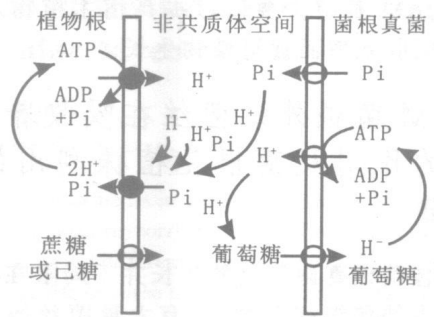 植物根 非共质体空间 菌根真菌
ATP
H⁺ Pi Pi
ADP
+Pi
H⁻ H⁺ H⁺
Pi
ATP
H⁺
2H⁺
Pi Pi H⁺
ADP
+Pi
蔗糖
或己糖
葡萄糖 H⁻
葡萄糖